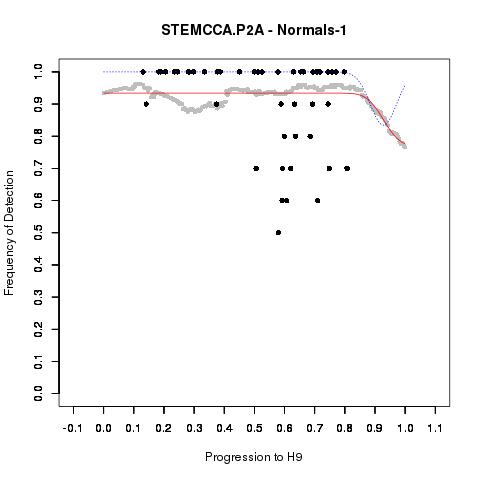 STEMCCA.P2A - Normals-1
Frequency of Detection
1.0
0.9
0.8
0.7
0.6
0.5
0.4
0.3
0.2
0.1
0.0
-0.1 0.0 0.1 0.2 0.3 0.4 0.5 0.6 0.7 0.8 0.9 1.0 1.1
Progression to H9